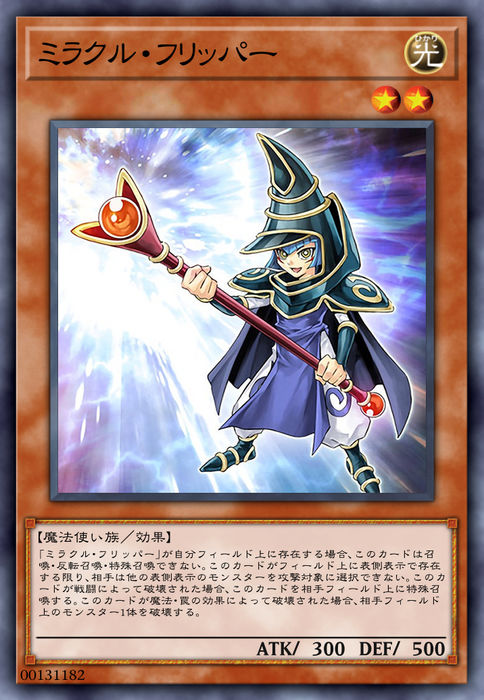 ミラクル・フリッパー
ひかり
光
【魔法使い族／効果】
「ミラクル・フリッパー」が自分フィールド上に存在する場合、このカードは召
喚・反転召喚・特殊召喚できない。このカードがフィールド上に表側表示で存在
する限り、相手は他の表側表示のモンスターを攻撃対象に選択できない。このカ
ードが戦闘によって破壊された場合、このカードを相手フィールド上に特殊召
喚する。このカードが魔法・罠の効果によって破壊された場合、相手フィールド
上のモンスター1体を破壊する。
ATK/ 300 DEF/ 500
00131182